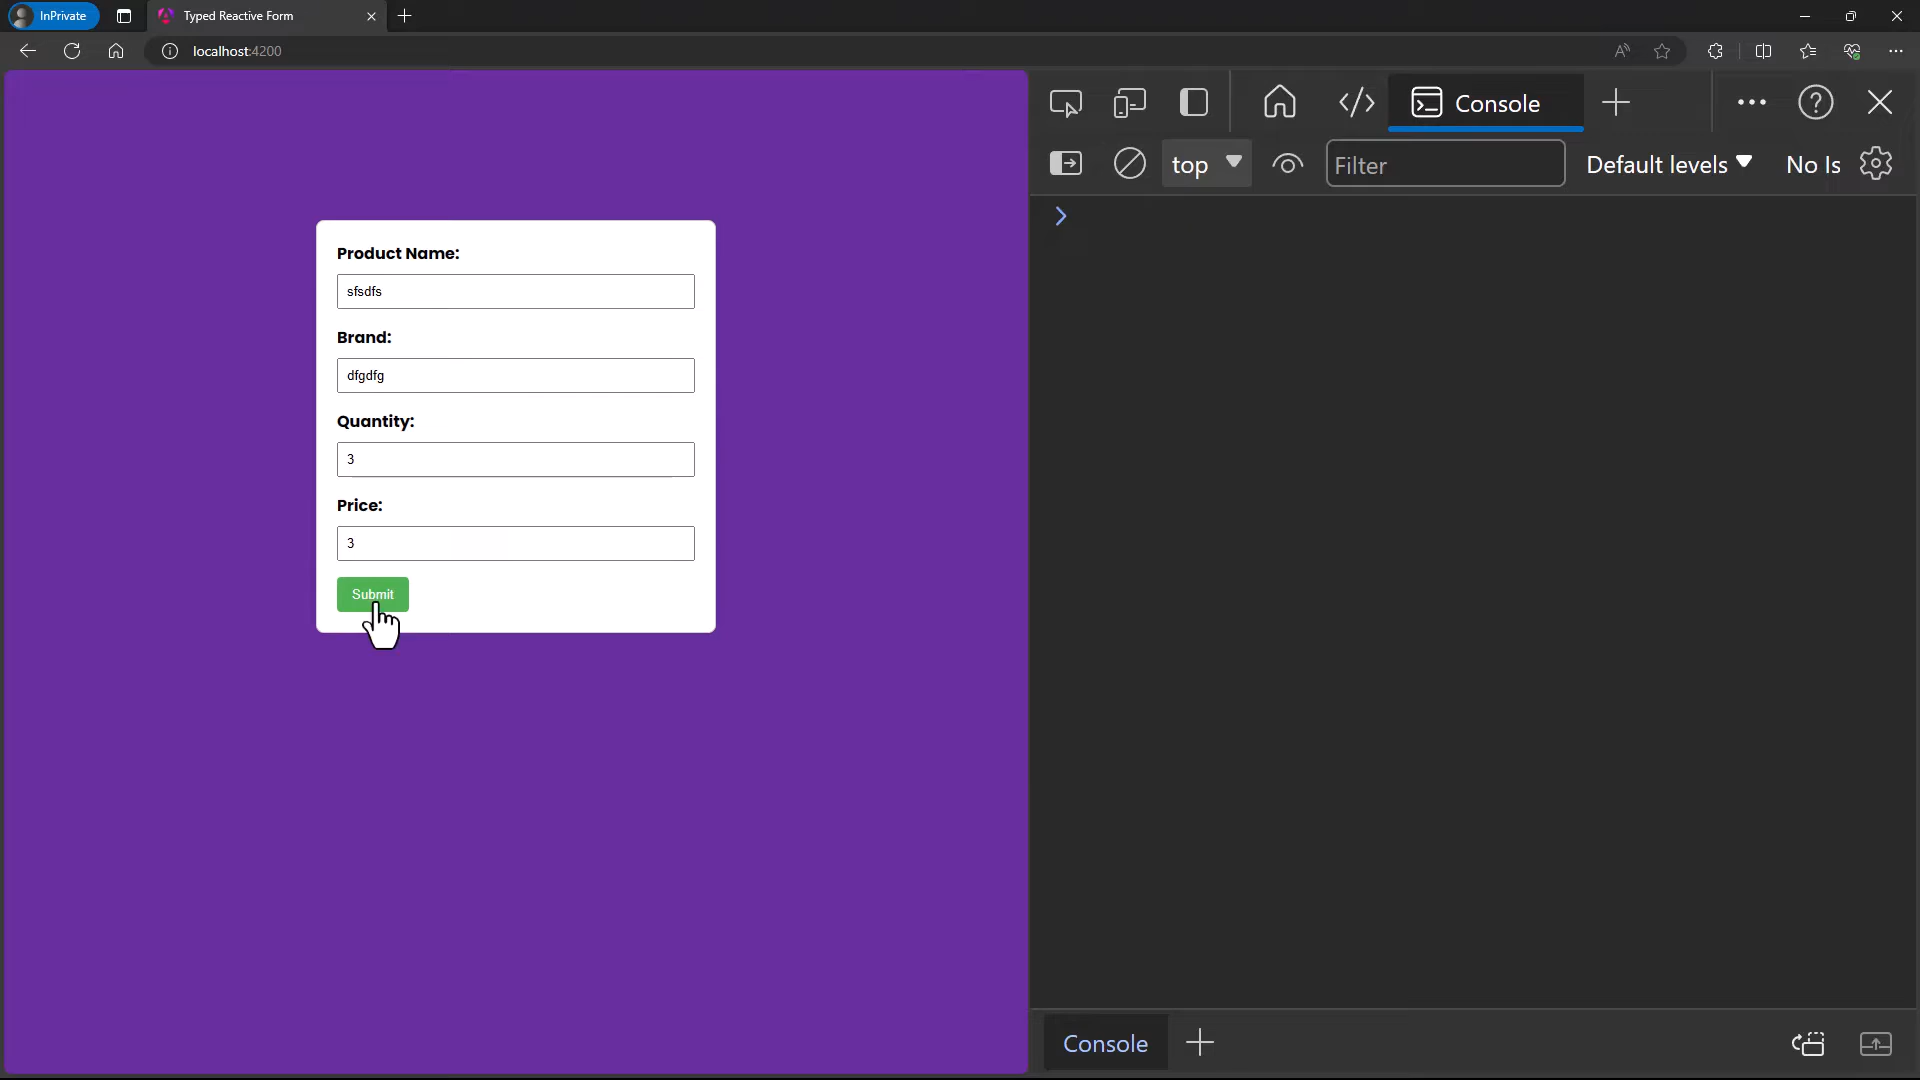 InPrivate
Typed Reactive Form
localhost:4200
Console
top
Filter
Default levels
No Is
Product Name:
sfsdfs
Brand:
dfgdfg
Quantity:
3
Price:
3
Submit
Console